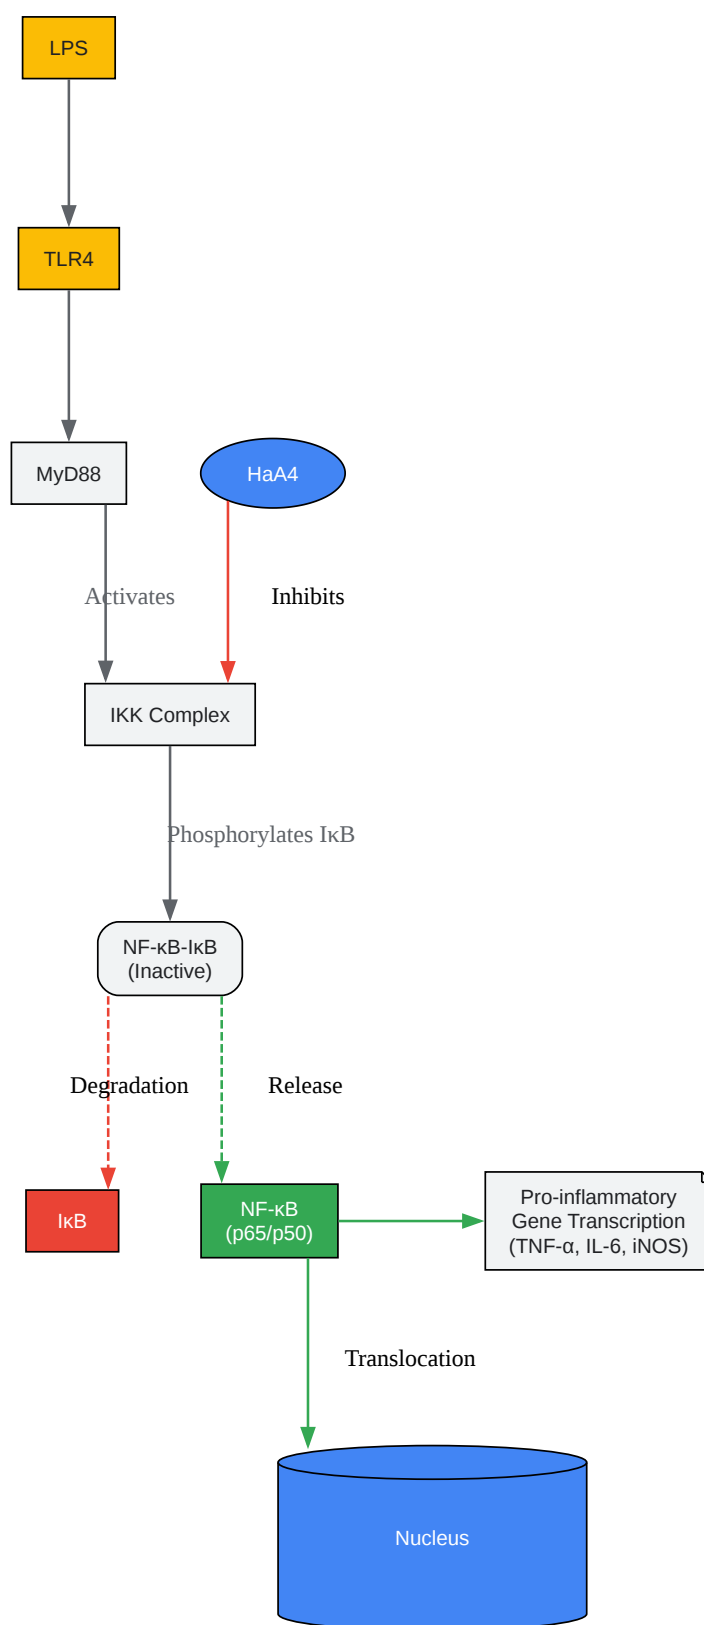 LPS
TLR4
MyD88
HaA4
Activates
Inhibits
IKK Complex
Phosphorylates IκB
NF-κB-IκB
(Inactive)
Degradation
Release
IκB
NF-κB
(p65/p50)
Pro-inflammatory
Gene Transcription
(TNF-α, IL-6, iNOS)
Translocation
Nucleus